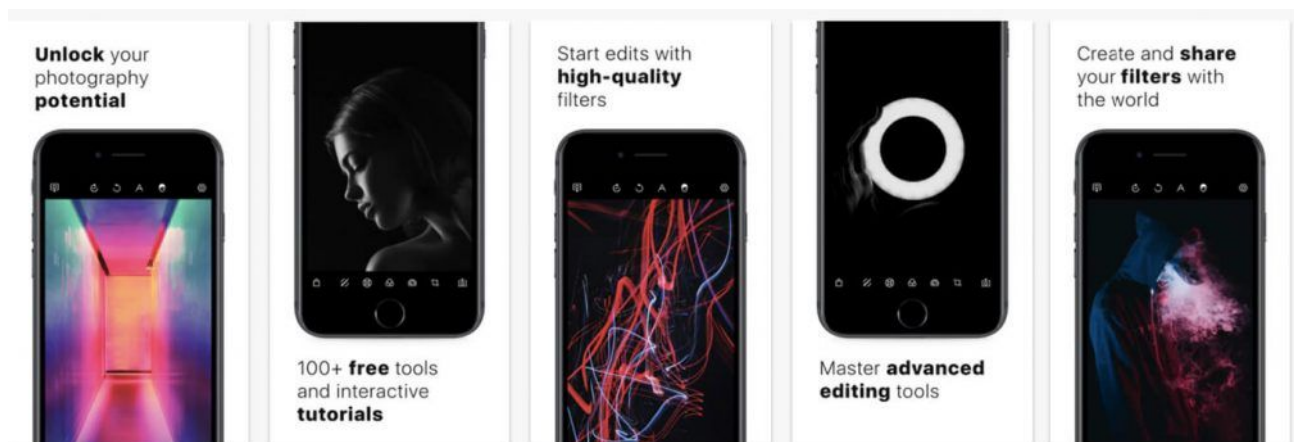 Unlock your
photography
potential
100+ free tools
and interactive
tutorials
Start edits with
high-quality
filters
Master advanced
editing tools
Create and share
your filters with
the world